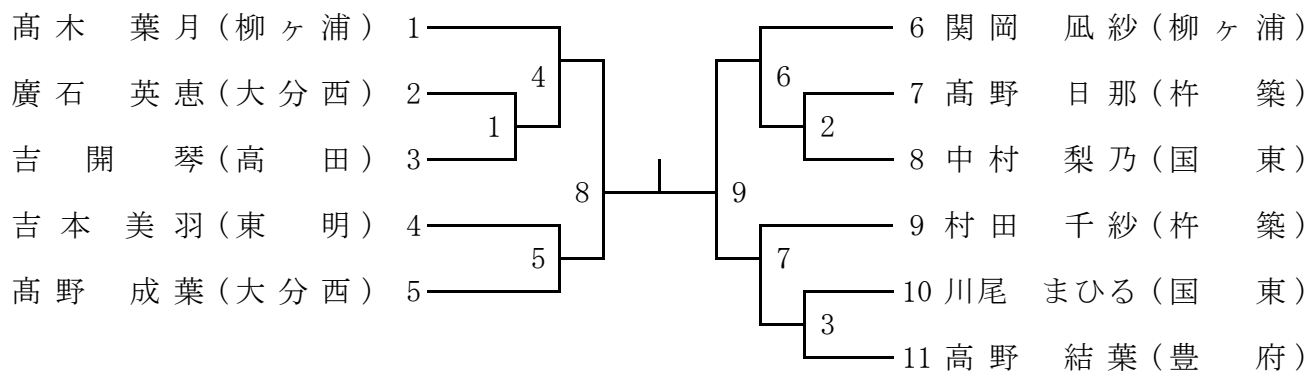 髙木 葉月(柳ヶ浦) 1
廣石 英恵(大分西) 2
吉開 琴(高田) 3
吉本 美羽(東明) 4
髙野 成葉(大分西) 5
4
1
8
5
6 関岡 凪紗(柳ヶ浦)
7 髙野 日那(杵築)
8 中村 梨乃(国東)
9 村田 千紗(杵築)
10 川尾 まひる(国東)
11 高野 結葉(豊府)
6
2
9
7
3